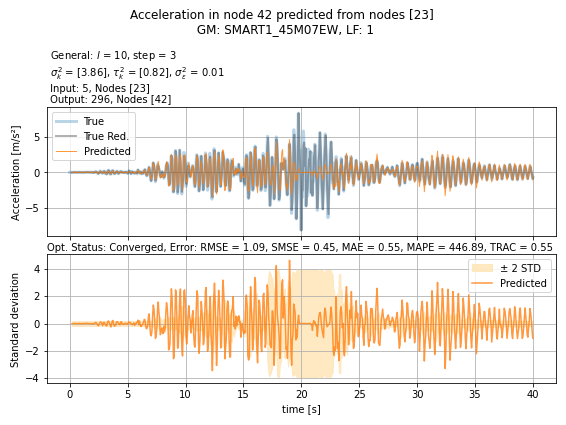 Acceleration in node 42 predicted from nodes [23]
GM: SMART1_45M07EW, LF: 1
General: l = 10, step = 3
σ²ₖ = [3.86], τ²ₖ = [0.82], σ²ε = 0.01
Input: 5, Nodes [23]
Output: 296, Nodes [42]
True
True Red.
Predicted
Acceleration [m/s²]
5
0
−5
Opt. Status: Converged, Error: RMSE = 1.09, SMSE = 0.45, MAE = 0.55, MAPE = 446.89, TRAC = 0.55
± 2 STD
Predicted
Standard deviation
4
2
0
−2
−4
0 5 10 15 20 25 30 35 40
time [s]